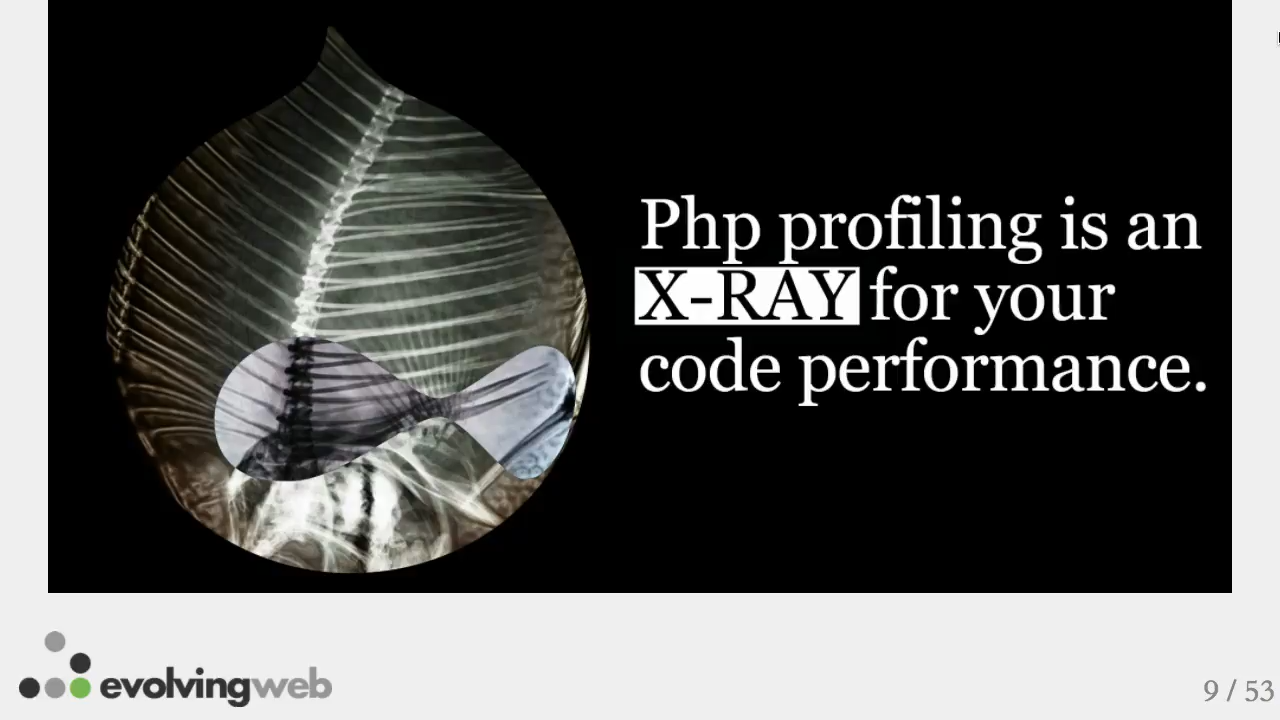 Php profiling is an
X-RAY for your
code performance.
evolvingweb
9 / 53